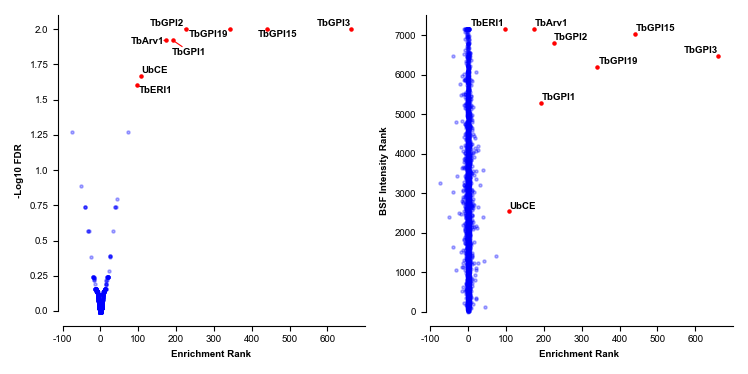 TbGPI2
TbGPI3
TbGPI19
TbGPI15
TbArv1
TbGPI1
UbCE
TbERI1
2.0
1.75
1.5
1.25
1.0
0.75
0.5
0.25
0.0
-Log10 FDR
-100
0
100
200
300
400
500
600
Enrichment Rank
TbERI1
TbArv1
TbGPI15
TbGPI2
TbGPI3
TbGPI19
TbGPI1
UbCE
7000
6000
5000
4000
3000
2000
1000
0
BSF Intensity Rank
-100
0
100
200
300
400
500
600
Enrichment Rank